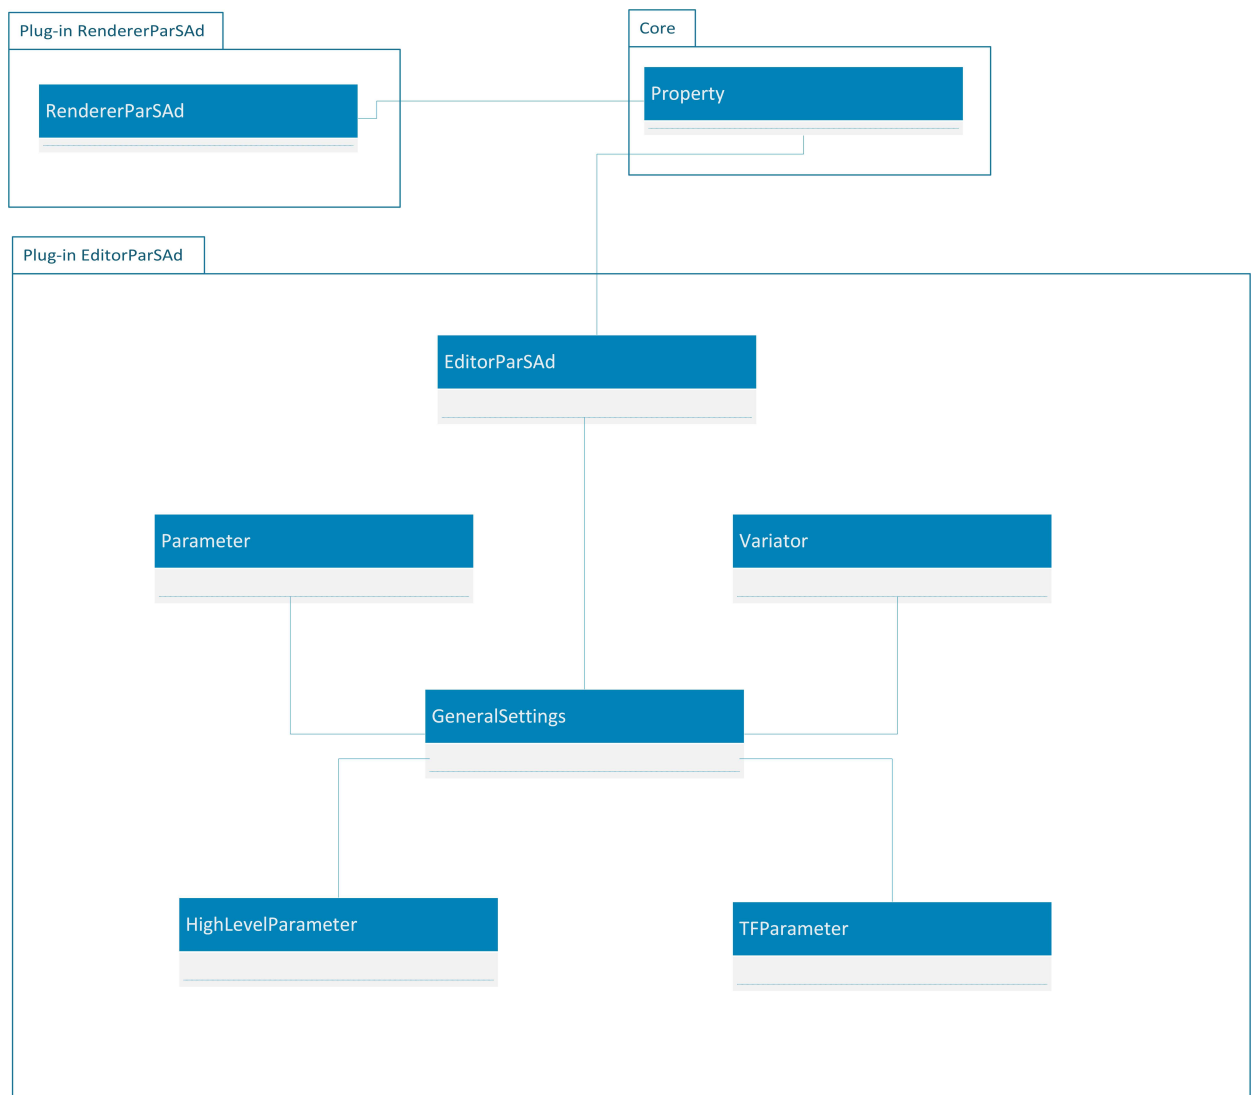 Plug-in RendererParSAd
Core
RendererParSAd
Property
Plug-in EditorParSAd
EditorParSAd
Parameter
Variator
GeneralSettings
HighLevelParameter
TFParameter